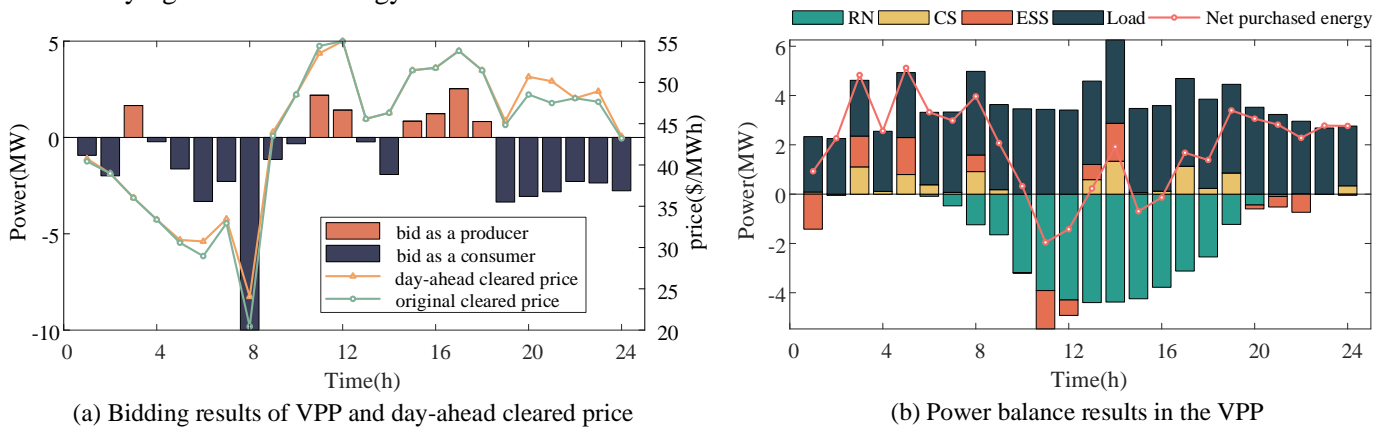 5
0
-5
-10
Power(MW)
55
50
45
40
35
30
25
20
price($/MWh)
bid as a producer
bid as a consumer
day-ahead cleared price
original cleared price
0 4 8 12 16 20 24
Time(h)
(a) Bidding results of VPP and day-ahead cleared price
RN CS ESS Load Net purchased energy
6
4
2
0
-2
-4
Power(MW)
0 4 8 12 16 20 24
Time(h)
(b) Power balance results in the VPP